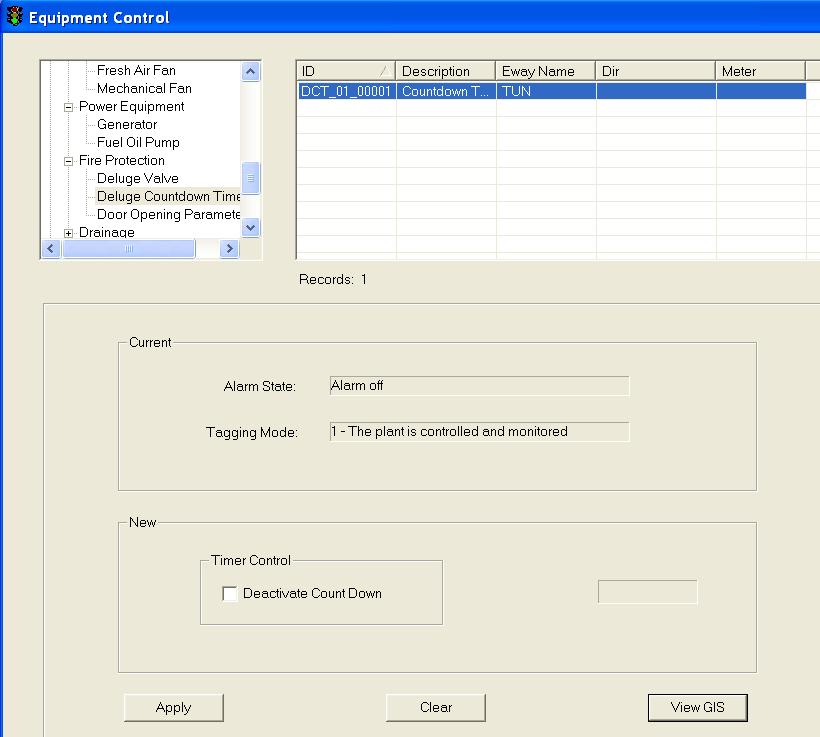 Equipment Control
Fresh Air Fan
Mechanical Fan
Power Equipment
Generator
Fuel Oil Pump
Fire Protection
Deluge Valve
Deluge Countdown Time
Door Opening Paramete
Drainage
ID Description Eway Name Dir Meter
DCT_01_00001 Countdown T... TUN
Records: 1
Current
Alarm State: Alarm off
Tagging Mode: 1 - The plant is controlled and monitored
New
Timer Control
Deactivate Count Down
Apply Clear View GIS